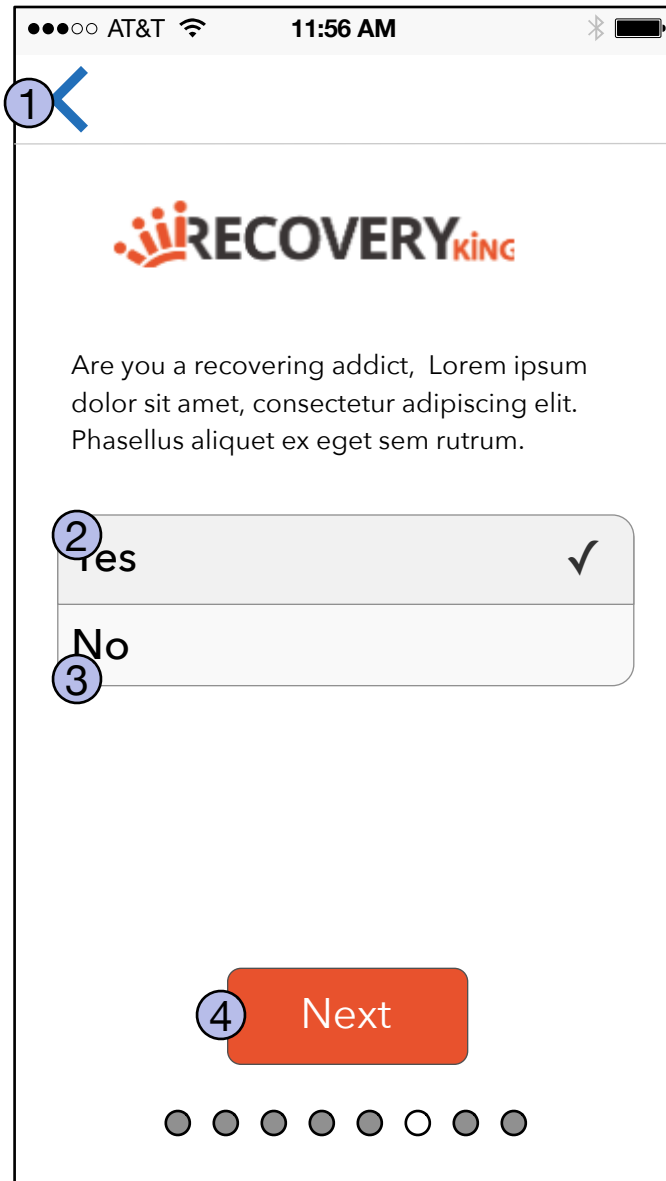 AT&T 11:56 AM
1
RECOVERYKING
Are you a recovering addict, Lorem ipsum
dolor sit amet, consectetur adipiscing elit.
Phasellus aliquet ex eget sem rutrum.
2
Yes
No
3
4 Next